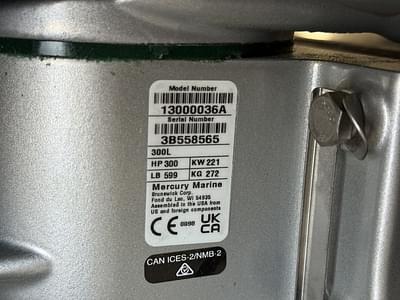 Model Number
13000036A
Serial Number
3B558565
300L
HP 300 KW 221
LB 599 KG 272
Mercury Marine
Brunswick Corp.
Fond du Lac, WI 54935
Assembled in the USA from
US and foreign components
CE 0098 UK CA
CAN ICES-2/NMB-2